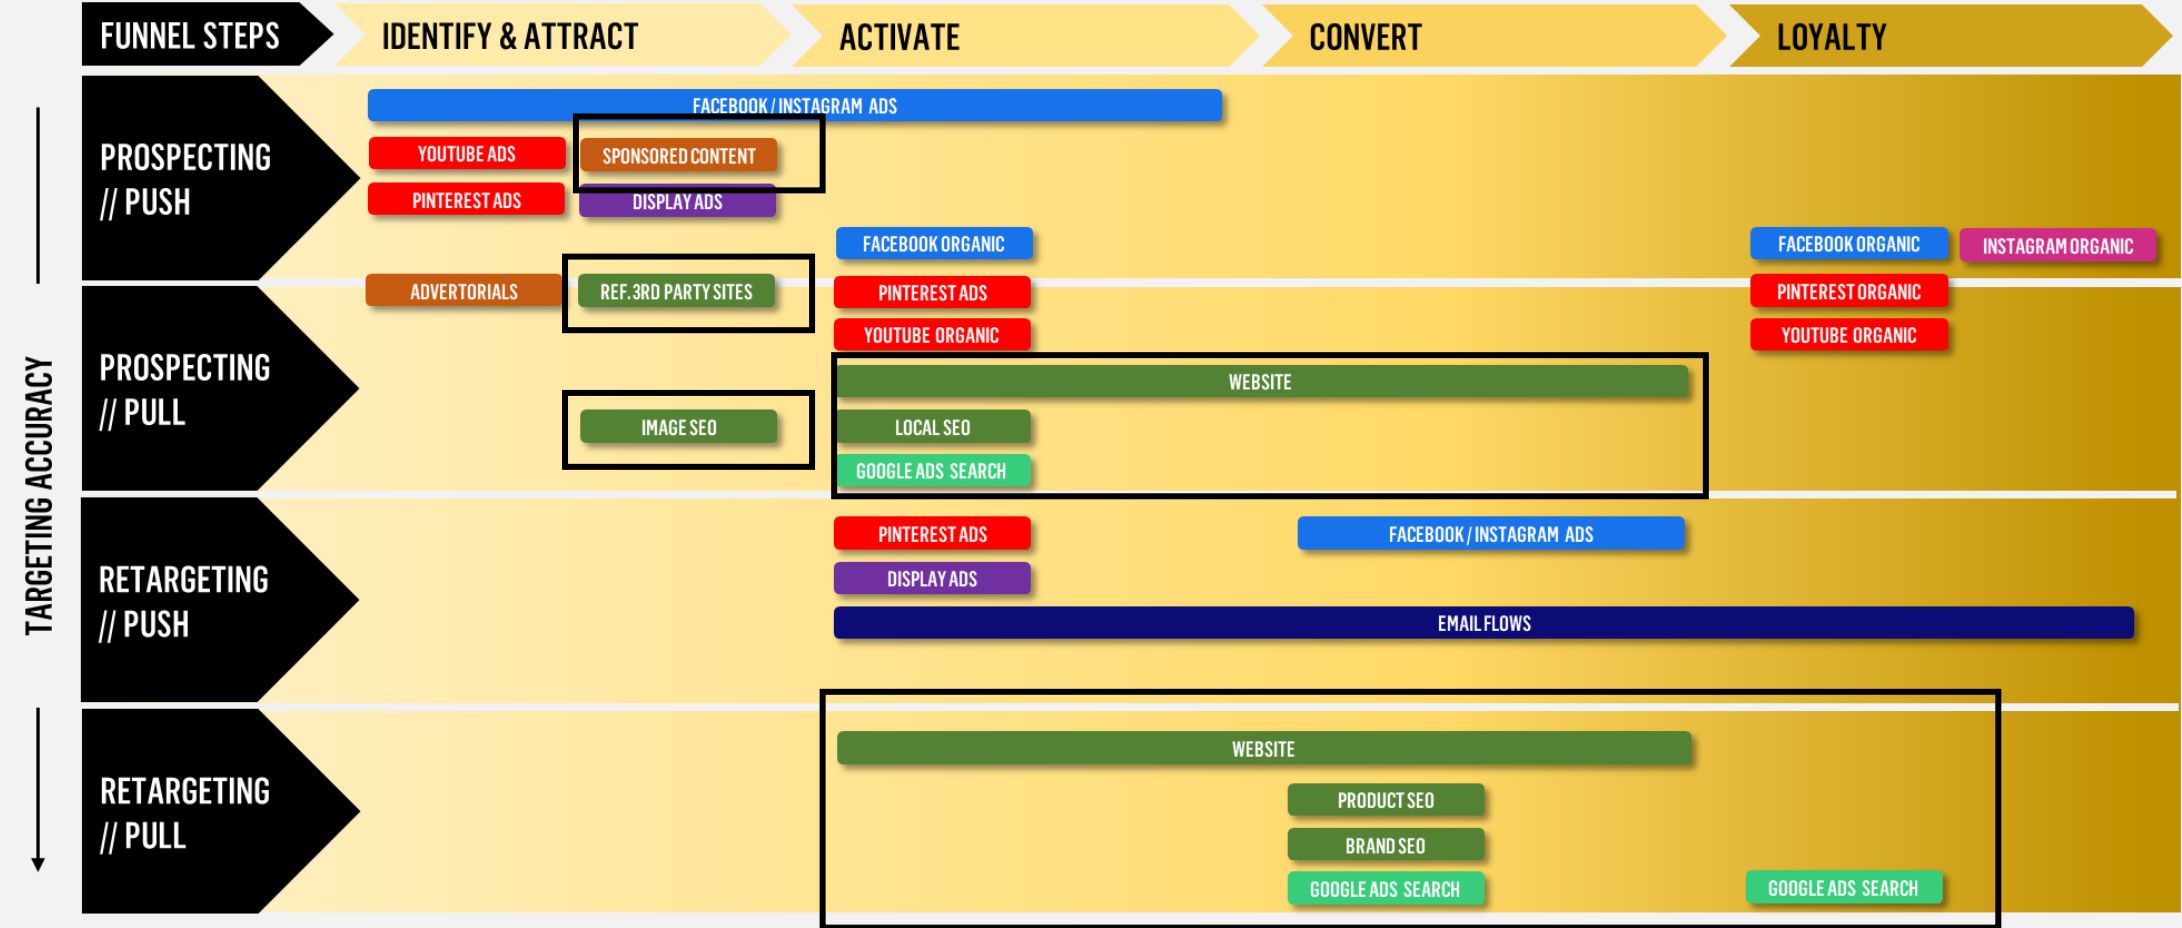 FUNNEL STEPS
IDENTIFY & ATTRACT
ACTIVATE
CONVERT
LOYALTY
TARGETING ACCURACY
PROSPECTING
// PUSH
FACEBOOK / INSTAGRAM ADS
YOUTUBE ADS
SPONSORED CONTENT
PINTEREST ADS
DISPLAY ADS
FACEBOOK ORGANIC
FACEBOOK ORGANIC
INSTAGRAM ORGANIC
ADVERTORIALS
REF. 3RD PARTY SITES
PINTEREST ADS
PINTEREST ORGANIC
PROSPECTING
// PULL
YOUTUBE ORGANIC
YOUTUBE ORGANIC
WEBSITE
IMAGE SEO
LOCAL SEO
GOOGLE ADS SEARCH
RETARGETING
// PUSH
PINTEREST ADS
FACEBOOK / INSTAGRAM ADS
DISPLAY ADS
EMAIL FLOWS
RETARGETING
// PULL
WEBSITE
PRODUCT SEO
BRAND SEO
GOOGLE ADS SEARCH
GOOGLE ADS SEARCH